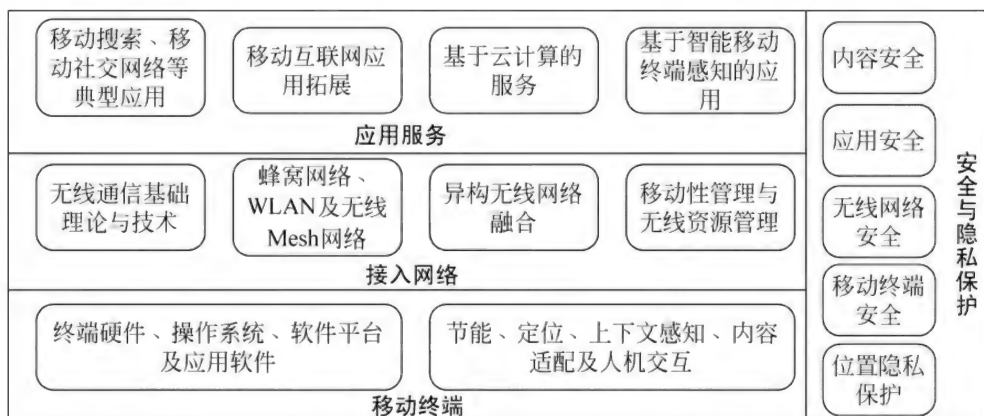 移动搜索、移
动社交网络等
典型应用
移动互联网应
用拓展
基于云计算的
服务
基于智能移动
终端感知的应
用
应用服务
无线通信基础
理论与技术
蜂窝网络、
WLAN及无线
Mesh网络
异构无线网络
融合
移动性管理与
无线资源管理
接入网络
终端硬件、操作系统、软件平台
及应用软件
节能、定位、上下文感知、内容
适配及人机交互
移动终端
内容安全
应用安全
无线网络
安全
移动终端
安全
位置隐私
保护
安全与隐私保护